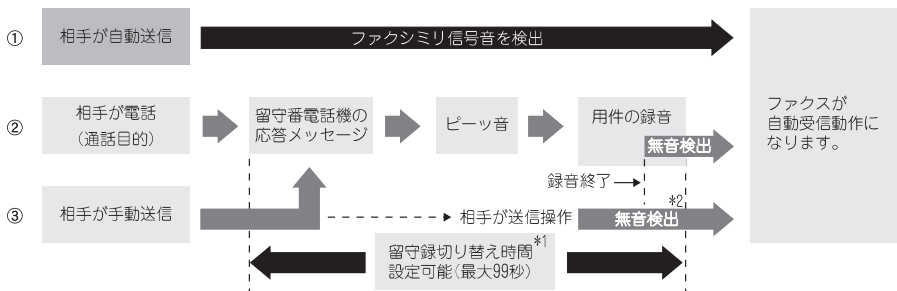 ① 相手が自動送信 ファクシミリ信号音を検出
② 相手が電話
(通話目的)
留守番電話機の
応答メッセージ
ピーッ音
用件の録音
無音検出
ファクスが
自動受信動作に
なります。
録音終了
③ 相手が手動送信 相手が送信操作 無音検出 *2
留守録切り替え時間*1
設定可能(最大99秒)